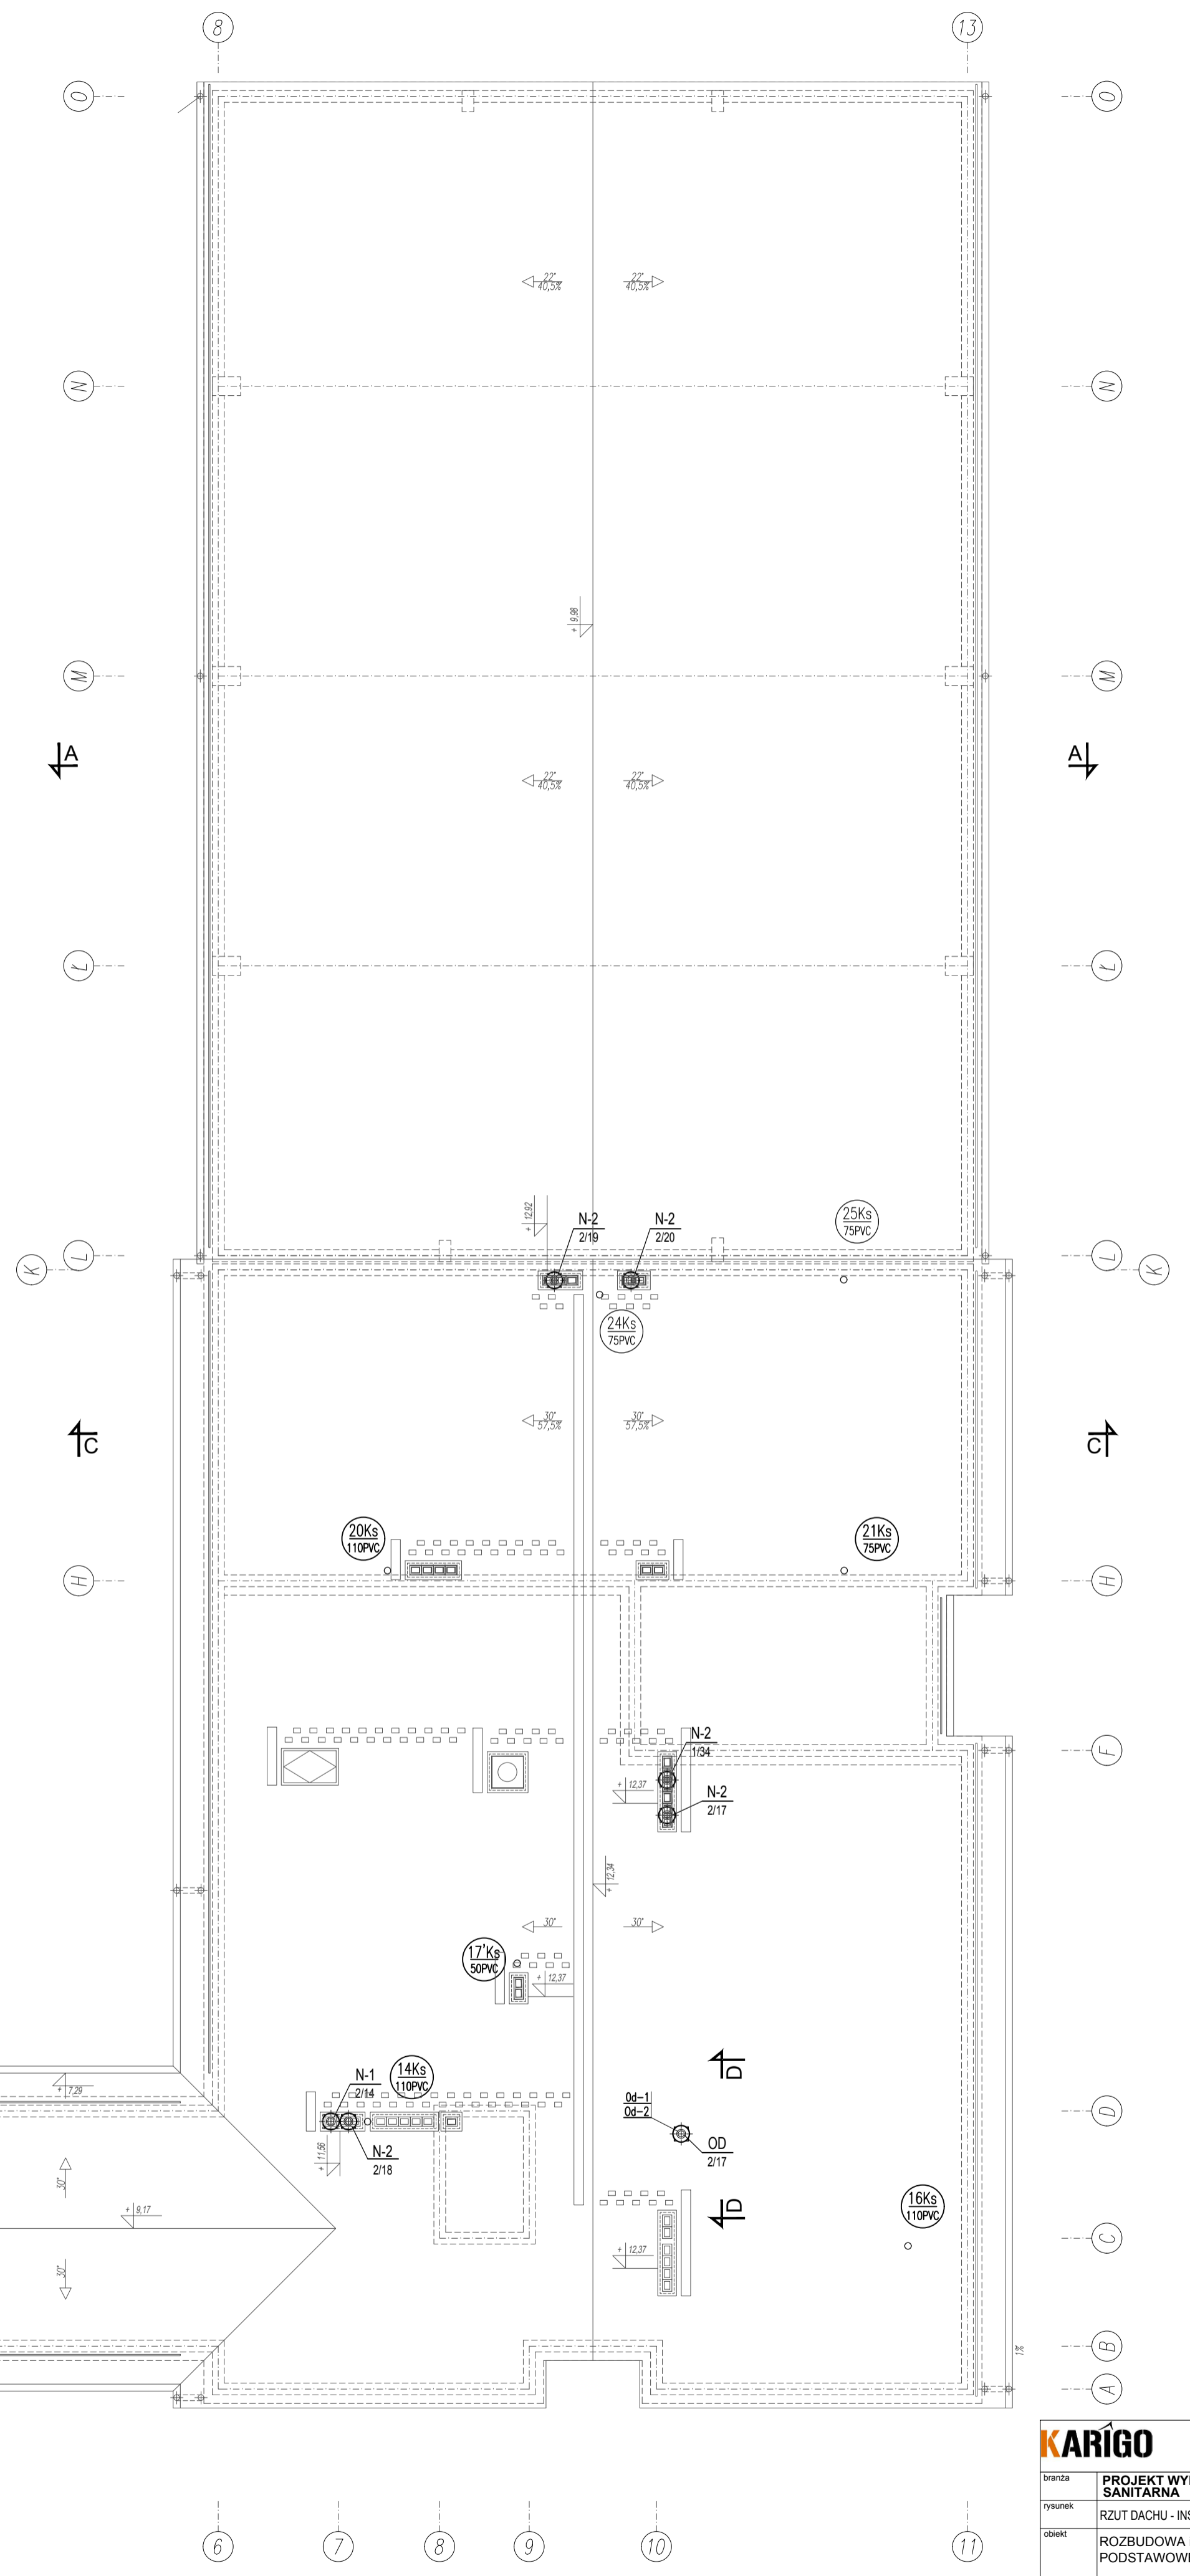 8
13
O
O
22°
40,5%
22°
40,5%
N
N
+ 9,98
M
M
A
A
22°
40,5%
22°
40,5%
Ł
Ł
+ 12,92
N-2
2/19
N-2
2/20
25Ks
75PVC
L
L
K
K
24Ks
75PVC
30°
57,5%
30°
57,5%
C
C
20Ks
110PVC
21Ks
75PVC
H
H
N-2
1/34
F
+ 12,37
N-2
2/17
+ 12,34
30°
30°
17'Ks
50PVC
+ 12,37
D
+ 7,29
N-1
2/14
14Ks
110PVC
Od-1
Od-2
D
OD
2/17
N-2
2/18
+ 11,56
30°
+ 9,17
16Ks
110PVC
D
C
30°
+ 12,37
B
1%
A
KARIGO
branża
PROJEKT WY
SANITARNA
rysunek
RZUT DACHU - INS
obiekt
ROZBUDOWA
PODSTAWOW
6
7
8
9
10
11